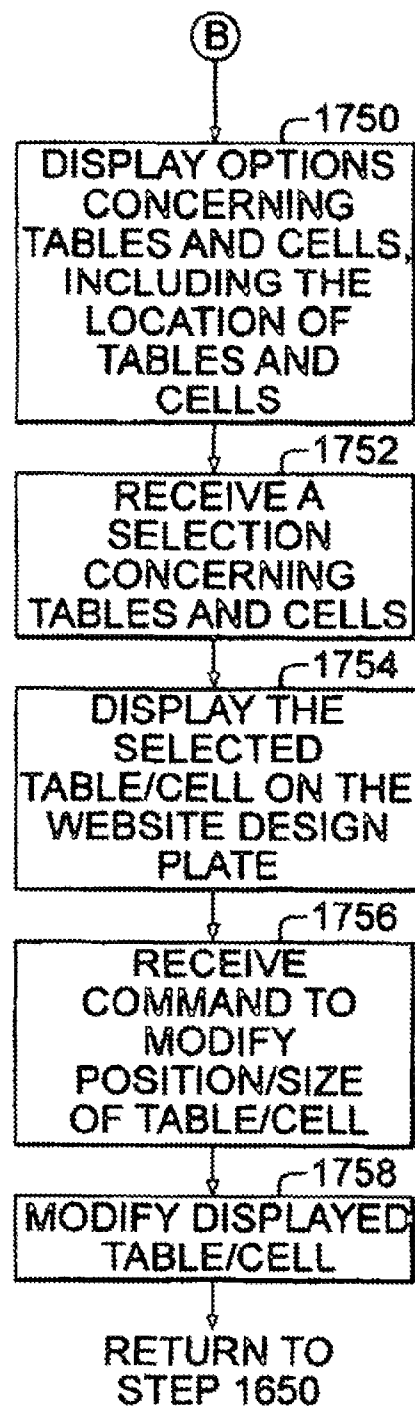 B
1750
DISPLAY OPTIONS
CONCERNING
TABLES AND CELLS,
INCLUDING THE
LOCATION OF
TABLES AND
CELLS
1752
RECEIVE A
SELECTION
CONCERNING
TABLES AND CELLS
1754
DISPLAY THE
SELECTED
TABLE/CELL ON THE
WEBSITE DESIGN
PLATE
1756
RECEIVE
COMMAND TO
MODIFY
POSITION/SIZE
OF TABLE/CELL
1758
MODIFY DISPLAYED
TABLE/CELL
RETURN TO
STEP 1650